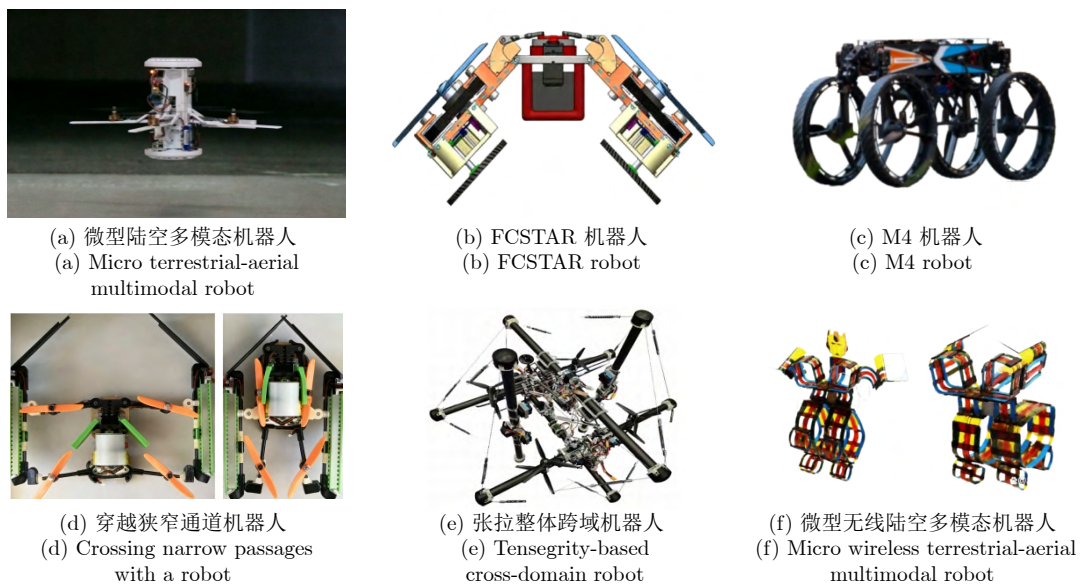 (a) 微型陆空多模态机器人
(a) Micro terrestrial-aerial
multimodal robot
(b) FCSTAR 机器人
(b) FCSTAR robot
(c) M4 机器人
(c) M4 robot
(d) 穿越狭窄通道机器人
(d) Crossing narrow passages
with a robot
(e) 张拉整体跨域机器人
(e) Tensegrity-based
cross-domain robot
(f) 微型无线陆空多模态机器人
(f) Micro wireless terrestrial-aerial
multimodal robot